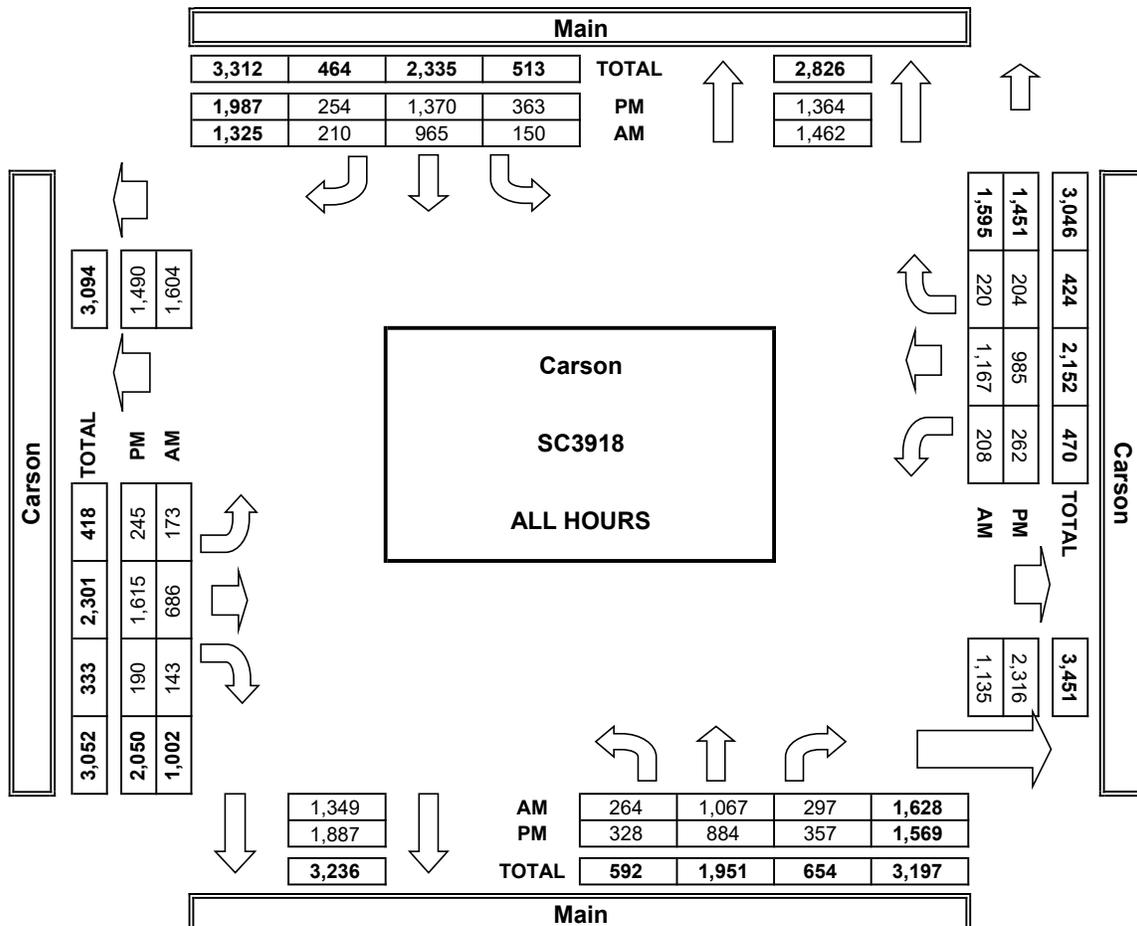 Main
3,312 464 2,335 513 TOTAL 2,826
1,987 254 1,370 363 PM 1,364
1,325 210 965 150 AM 1,462
Carson
3,094 1,490 1,604
TOTAL PM AM
418 245 173
2,301 1,615 686
333 190 143
3,052 2,050 1,002
Carson
SC3918
ALL HOURS
1,595 1,451 3,046
220 204 424
1,167 985 2,152
208 262 470
AM PM TOTAL
1,135 2,316 3,451
Carson
1,349 AM 264 1,067 297 1,628
1,887 PM 328 884 357 1,569
3,236 TOTAL 592 1,951 654 3,197
Main